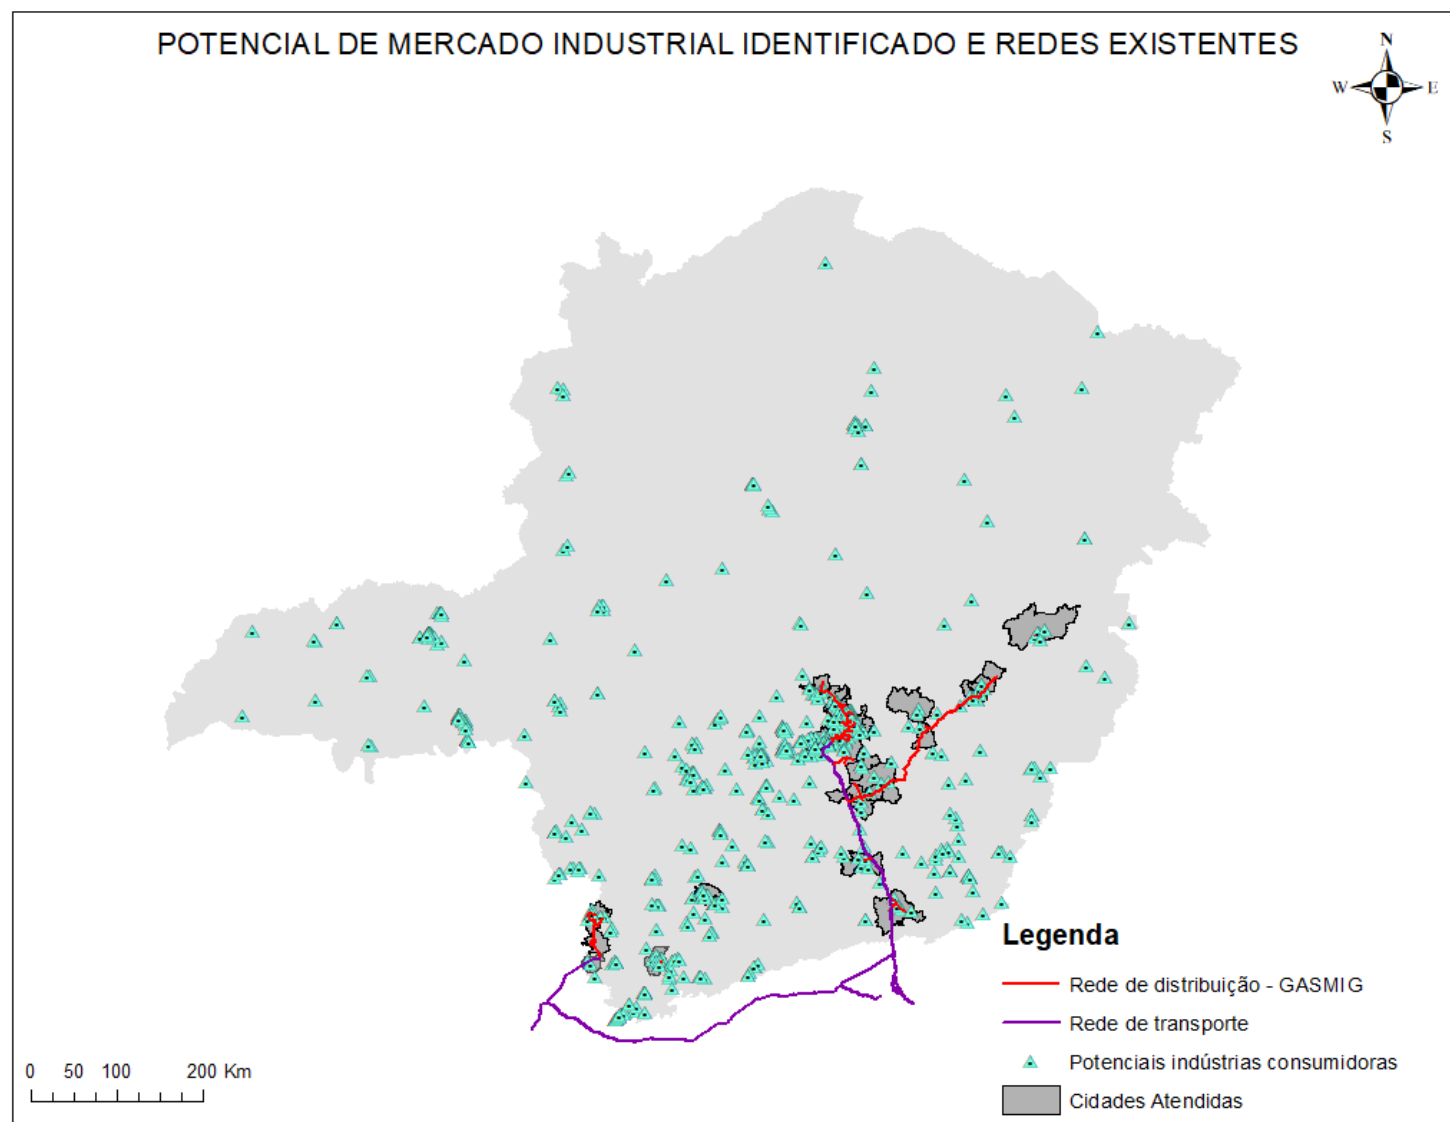 POTENCIAL DE MERCADO INDUSTRIAL IDENTIFICADO E REDES EXISTENTES
N
W E
S
Legenda
Rede de distribuição - GASMIG
Rede de transporte
Potenciais indústrias consumidoras
Cidades Atendidas
0 50 100 200 Km